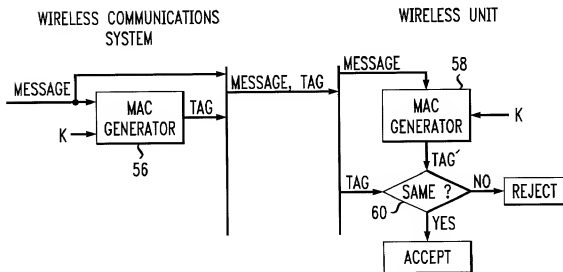 WIRELESS COMMUNICATIONS
SYSTEM
WIRELESS UNIT
MESSAGE
MAC
GENERATOR
K
56
TAG
MESSAGE, TAG
MESSAGE
58
MAC
GENERATOR
K
TAG′
TAG
SAME ?
60
NO
REJECT
YES
ACCEPT